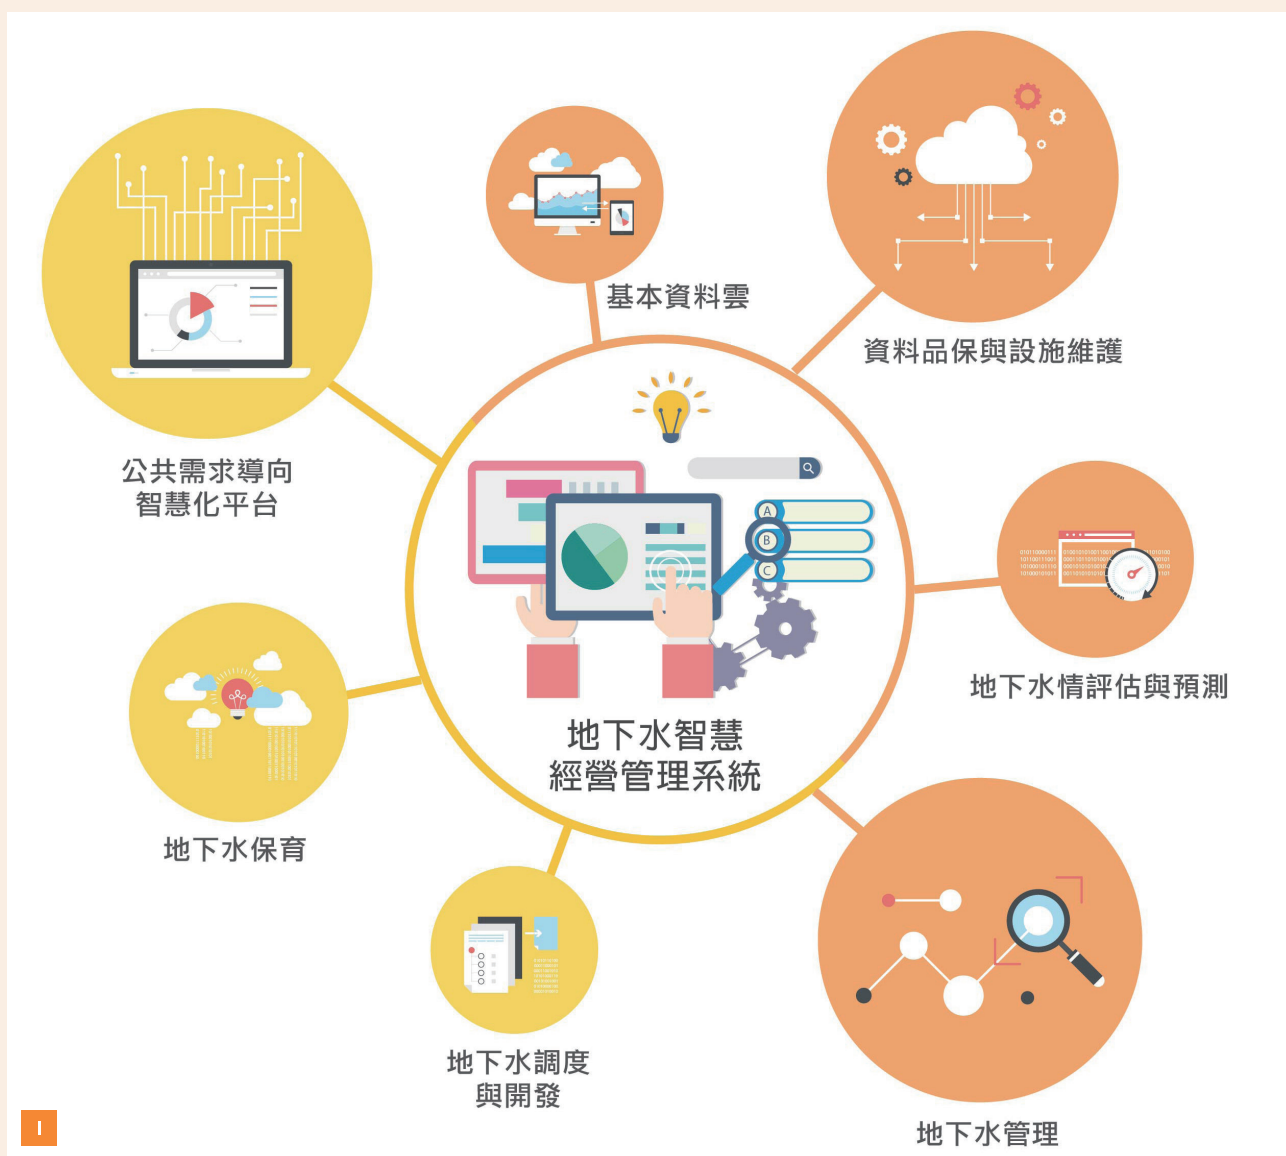 基本資料雲
資料品保與設施維護
公共需求導向
智慧化平台
A
B
C
地下水情評估與預測
地下水智慧
經營管理系統
地下水保育
地下水調度
與開發
地下水管理
I